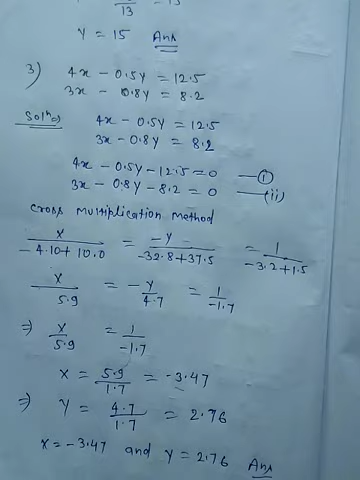 13
Y = 15 Ans
3) 4x - 0.5y = 12.5
3x - 10.8y = 8.2
Soln) 4x - 0.5y = 12.5
3x - 0.8y = 8.2
4x - 0.5y - 12.5 = 0 —(i)
3x - 0.8y - 8.2 = 0 —(ii)
Cross multiplication method
x/-4.10+10.0 = -y/-32.8+37.5 = 1/-3.2+1.5
x/5.9 = -y/4.7 = 1/-1.7
⇒ x/5.9 = 1/-1.7
x = 5.9/1.7 = -3.47
⇒ y = 4.7/1.7 = 2.76
x = -3.47 and y = 2.76 Ans